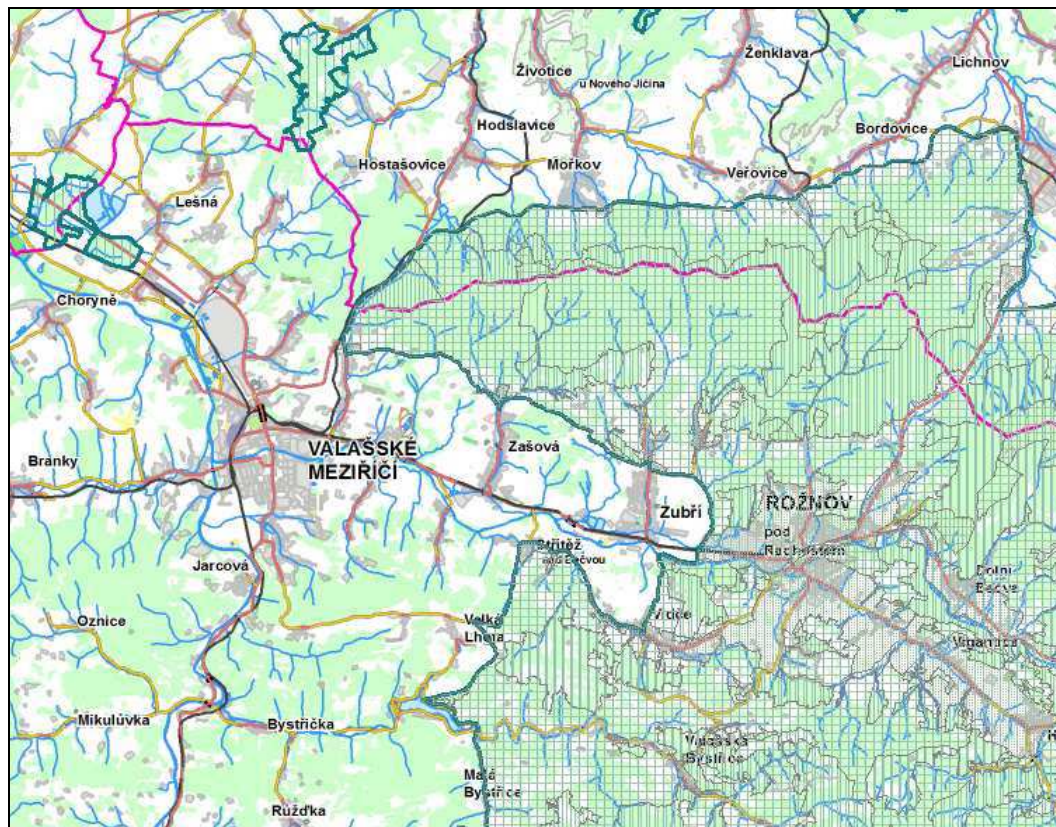 Ženklava
Lichnov
Životice
u Nového Jičína
Hodslavice
Bordovice
Hostašovice
Mořkov
Veřovice
Lešná
Choryně
VALAŠSKÉ
MEZIŘÍČÍ
Zašová
Branky
Zubří
ROŽNOV
pod
Radhoštěm
Střítěž
nad Bečvou
Jarcová
Dolní
Bečva
Oznice
Velká
Lhota
Vidče
Vigantice
Mikulůvka
Bystřička
Valašská
Bystřice
H
Malá
Bystřice
Růžďka